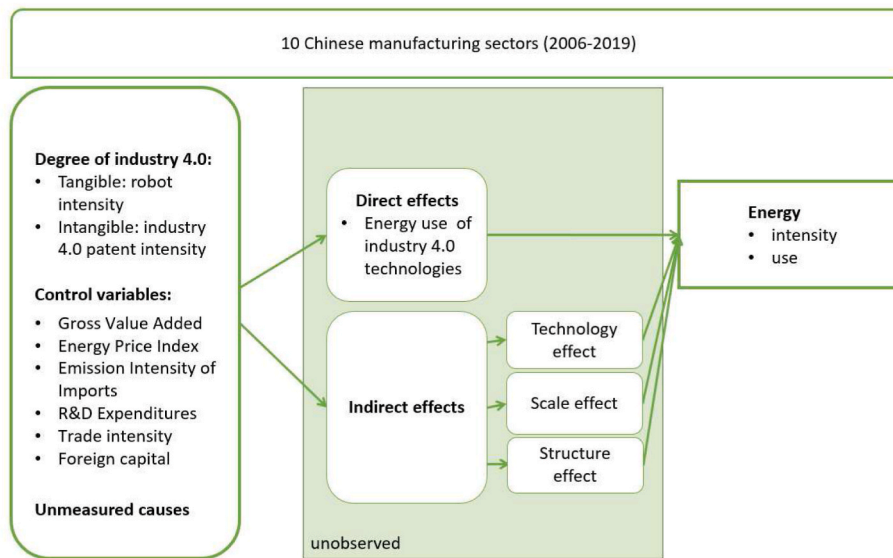 10 Chinese manufacturing sectors (2006-2019)
Degree of industry 4.0:
• Tangible: robot
intensity
• Intangible: industry
4.0 patent intensity
Control variables:
• Gross Value Added
• Energy Price Index
• Emission Intensity of
Imports
• R&D Expenditures
• Trade intensity
• Foreign capital
Unmeasured causes
Direct effects
• Energy use of
industry 4.0
technologies
Indirect effects
Technology
effect
Scale effect
Structure
effect
unobserved
Energy
• intensity
• use